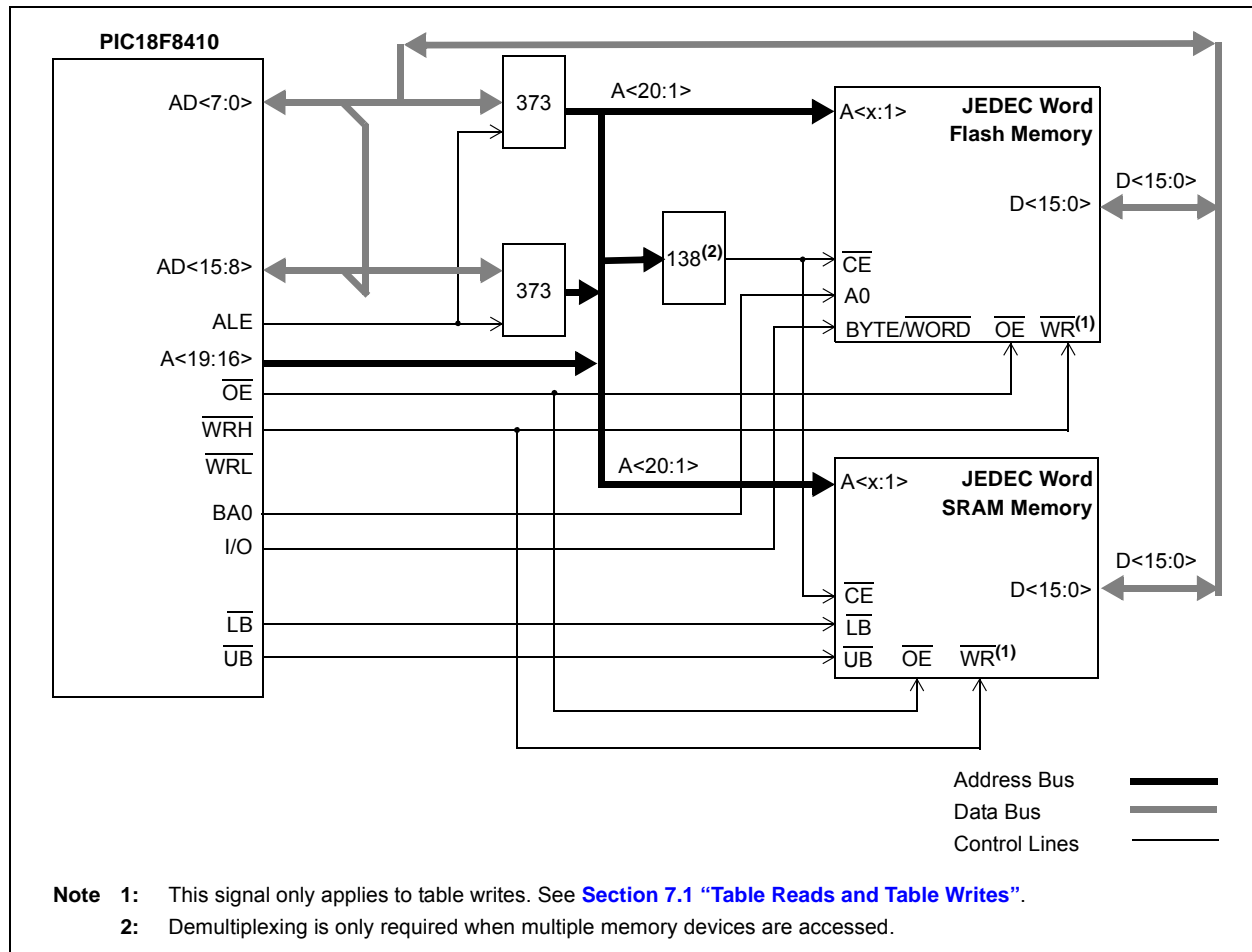 PIC18F8410
AD<7:0>
AD<15:8>
ALE
A<19:16>
OE
WRH
WRL
BA0
I/O
LB
UB
373
373
138(2)
A<20:1>
A<20:1>
JEDEC Word
Flash Memory
A<x:1>
D<15:0>
CE
A0
BYTE/WORD
OE
WR(1)
D<15:0>
JEDEC Word
SRAM Memory
A<x:1>
D<15:0>
CE
LB
UB
OE
WR(1)
D<15:0>
Address Bus
Data Bus
Control Lines
Note 1: This signal only applies to table writes. See Section 7.1 “Table Reads and Table Writes”.
2: Demultiplexing is only required when multiple memory devices are accessed.